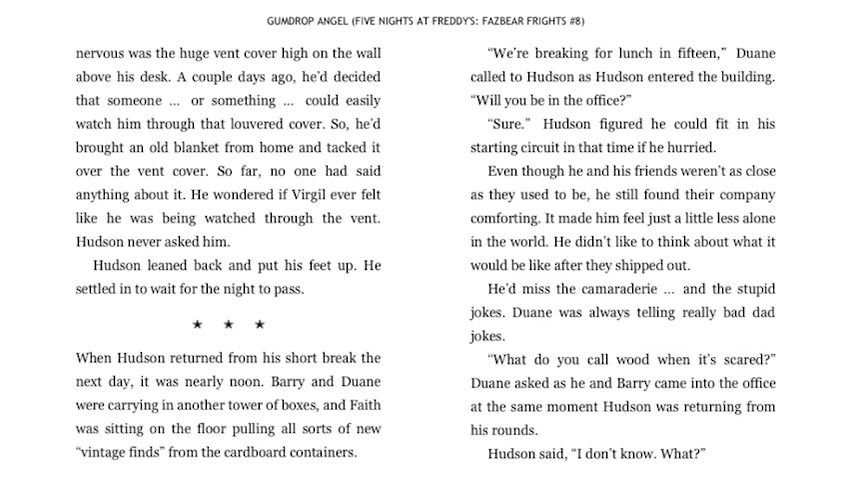 GUMDROP ANGEL (FIVE NIGHTS AT FREDDY'S: FAZBEAR FRIGHTS #8)
nervous was the huge vent cover high on the wall
above his desk. A couple days ago, he’d decided
that someone … or something … could easily
watch him through that louvered cover. So, he’d
brought an old blanket from home and tacked it
over the vent cover. So far, no one had said
anything about it. He wondered if Virgil ever felt
like he was being watched through the vent.
Hudson never asked him.
Hudson leaned back and put his feet up. He
settled in to wait for the night to pass.
★ ★ ★
When Hudson returned from his short break the
next day, it was nearly noon. Barry and Duane
were carrying in another tower of boxes, and Faith
was sitting on the floor pulling all sorts of new
“vintage finds” from the cardboard containers.
“We’re breaking for lunch in fifteen,” Duane
called to Hudson as Hudson entered the building.
“Will you be in the office?”
“Sure.” Hudson figured he could fit in his
starting circuit in that time if he hurried.
Even though he and his friends weren’t as close
as they used to be, he still found their company
comforting. It made him feel just a little less alone
in the world. He didn’t like to think about what it
would be like after they shipped out.
He’d miss the camaraderie … and the stupid
jokes. Duane was always telling really bad dad
jokes.
“What do you call wood when it’s scared?”
Duane asked as he and Barry came into the office
at the same moment Hudson was returning from
his rounds.
Hudson said, “I don’t know. What?”